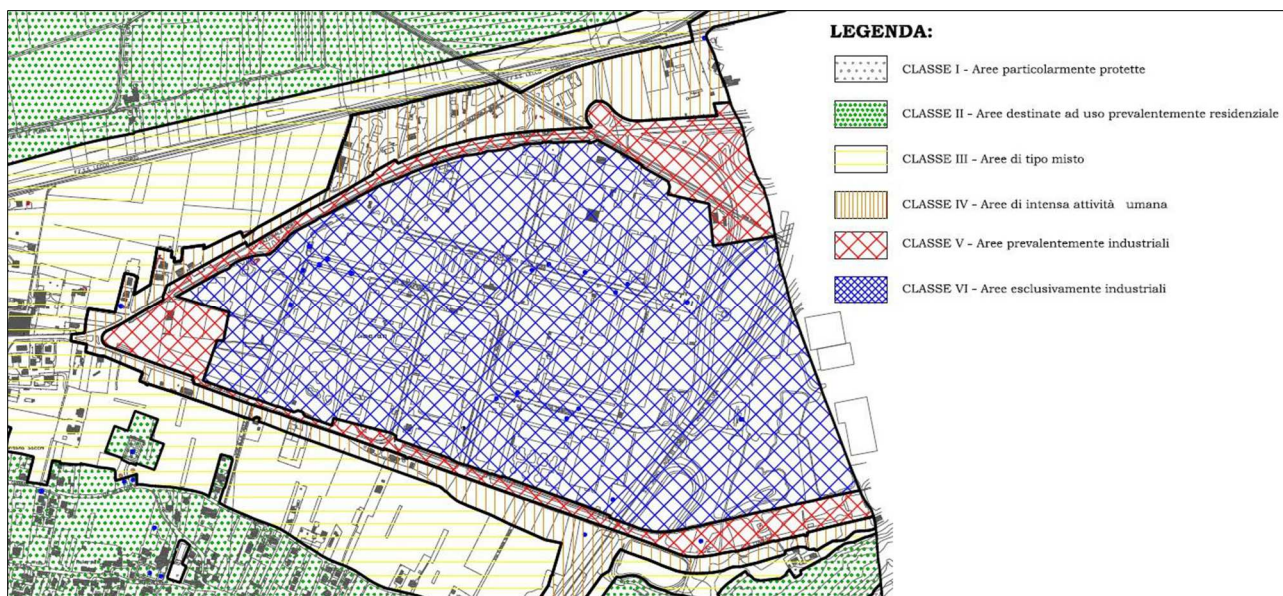 LEGENDA:
CLASSE I - Aree particolarmente protette
CLASSE II - Aree destinate ad uso prevalentemente residenziale
CLASSE III - Aree di tipo misto
CLASSE IV - Aree di intensa attività umana
CLASSE V - Aree prevalentemente industriali
CLASSE VI - Aree esclusivamente industriali